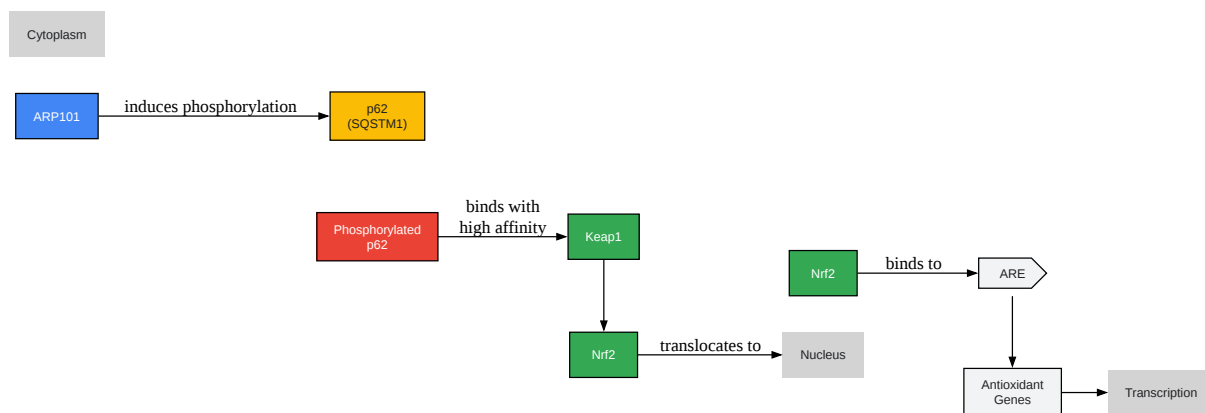 Cytoplasm
ARP101
induces phosphorylation
p62
(SQSTM1)
Phosphorylated
p62
binds with
high affinity
Keap1
Nrf2
translocates to
Nucleus
Nrf2
binds to
ARE
Antioxidant
Genes
Transcription